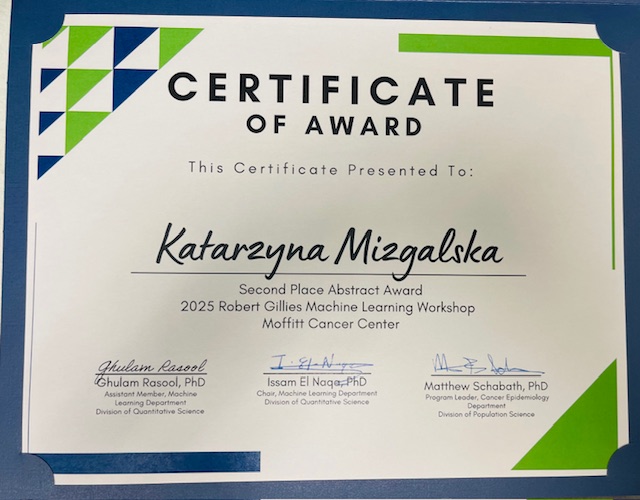 CERTIFICATE
OF AWARD
This Certificate Presented To:
Katarzyna Mizgalska
Second Place Abstract Award
2025 Robert Gillies Machine Learning Workshop
Moffitt Cancer Center
Ghulam Rasool
Ghulam Rasool, PhD
Assistant Member, Machine
Learning Department
Division of Quantitative Science
Issam El Naqa, PhD
Chair, Machine Learning Department
Division of Quantitative Science
Matthew Schabath, PhD
Program Leader, Cancer Epidemiology
Department
Division of Population Science